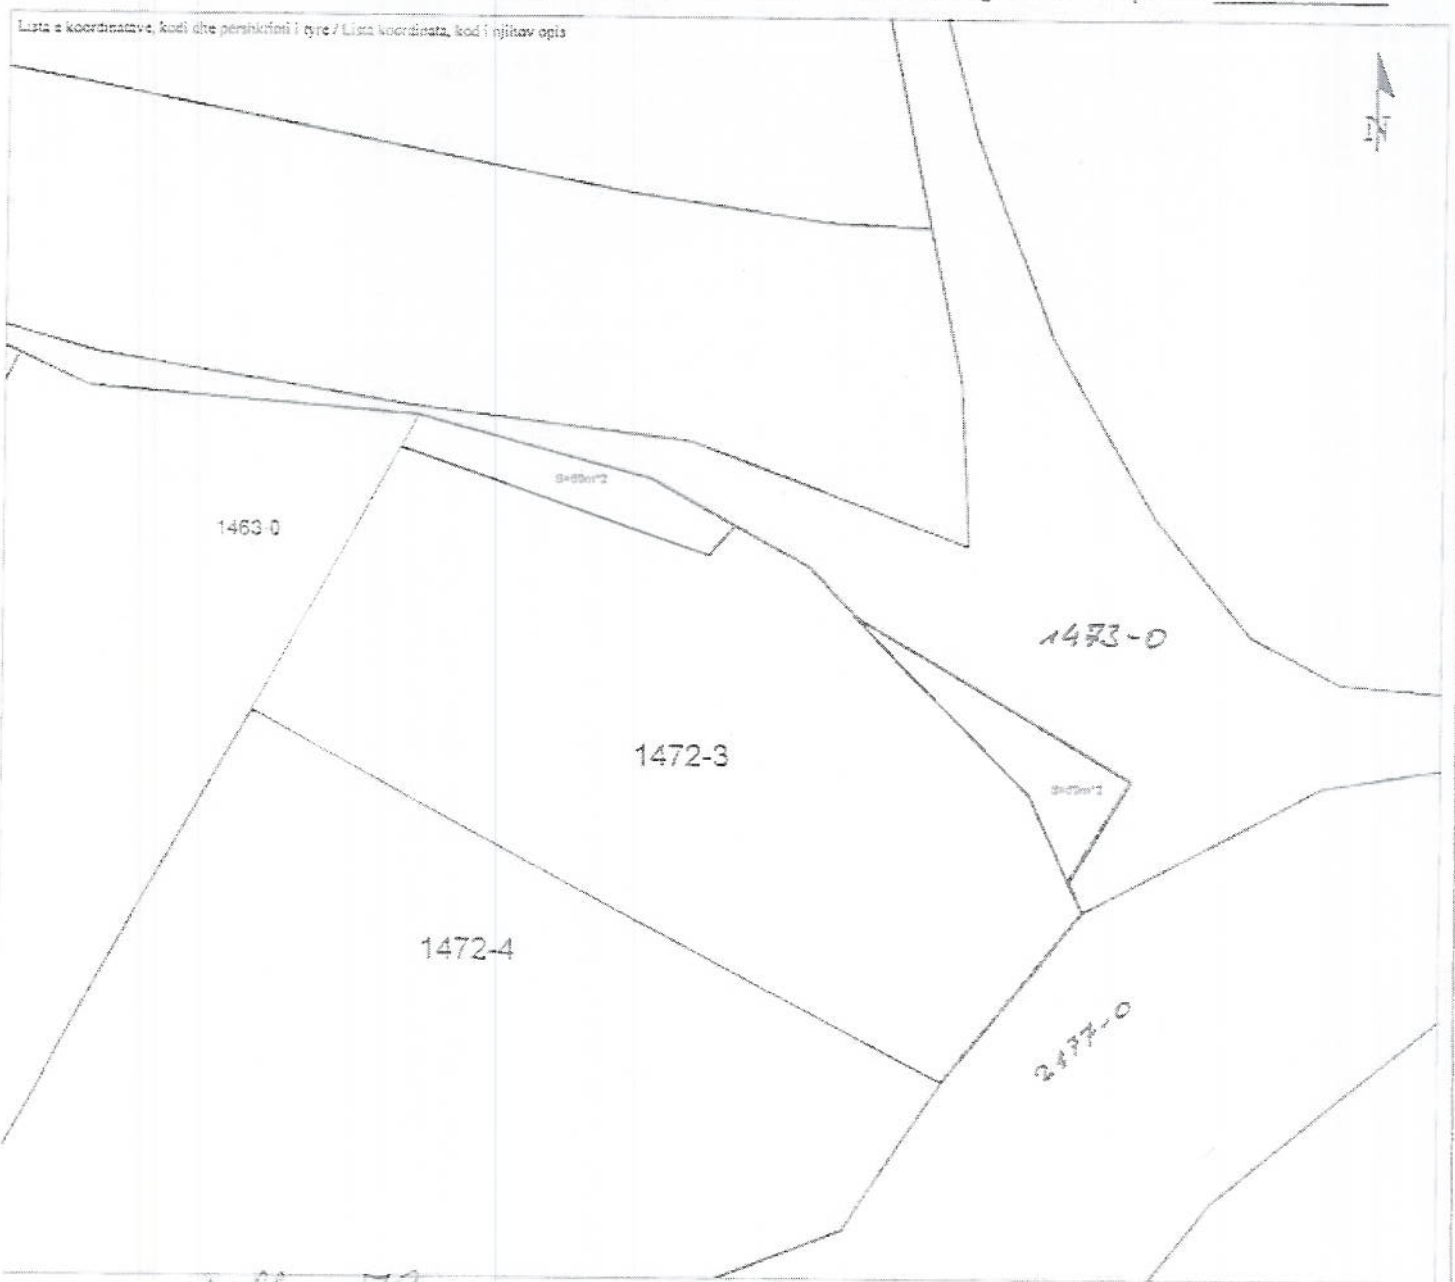 Lista e koordinatave, kodi dhe pershkrimi i tyre / Lista koordinata, kod i njihov opis
N
1463-0
1473-0
1472-3
1472-4
2477-0